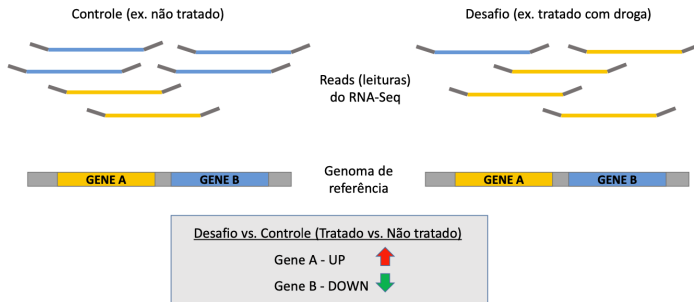 Controle (ex. não tratado)
Desafio (ex. tratado com droga)
Reads (leituras)
do RNA-Seq
GENE A
GENE B
Genoma de
referência
GENE A
GENE B
Desafio vs. Controle (Tratado vs. Não tratado)
Gene A - UP
Gene B - DOWN